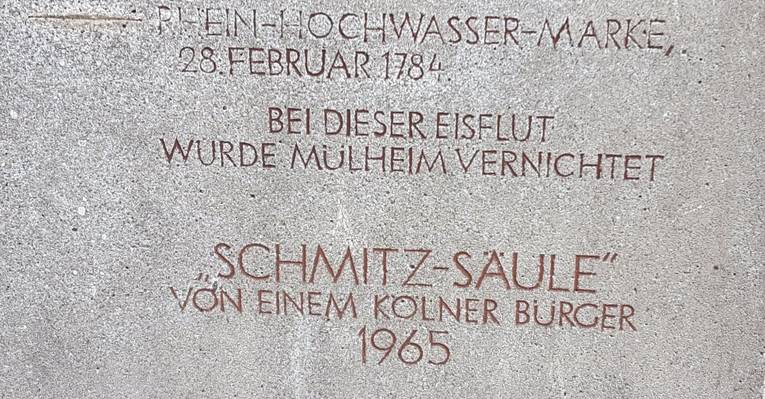 RHEIN-HOCHWASSER-MARKE,
28. FEBRUAR 1784.
BEI DIESER EISFLUT
WURDE MÜLHEIM VERNICHTET
„SCHMITZ-SÄULE“
VON EINEM KÖLNER BÜRGER
1965